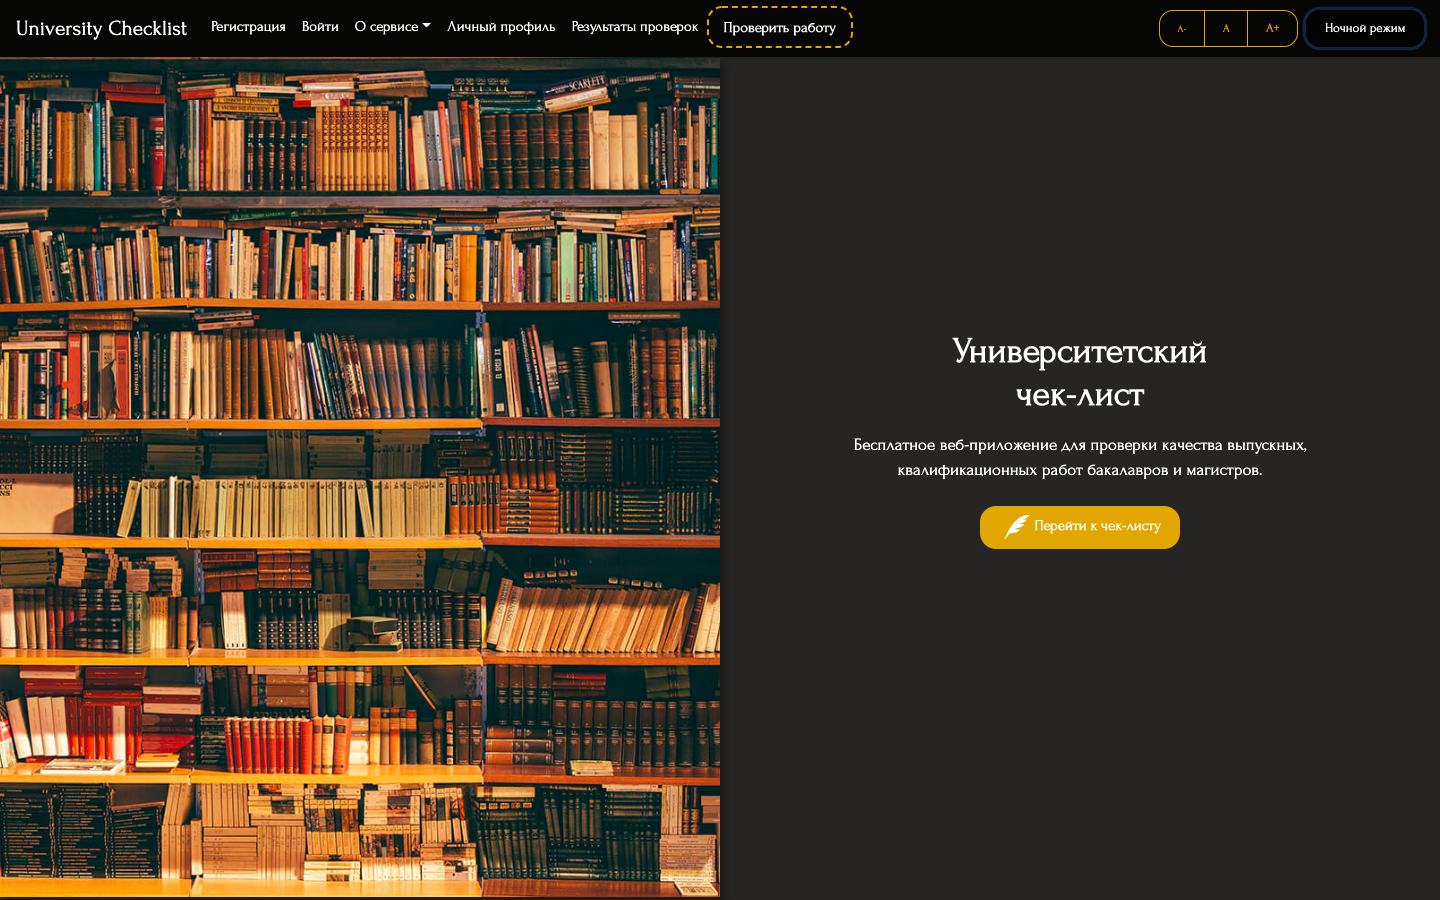 University Checklist
Регистрация
Войти
О сервисе
Личный профиль
Результаты проверок
Проверить работу
A-
A
A+
Ночной режим
SCARLETT
Университетский
чек-лист
Бесплатное веб-приложение для проверки качества выпускных,
квалификационных работ бакалавров и магистров.
Перейти к чек-листу